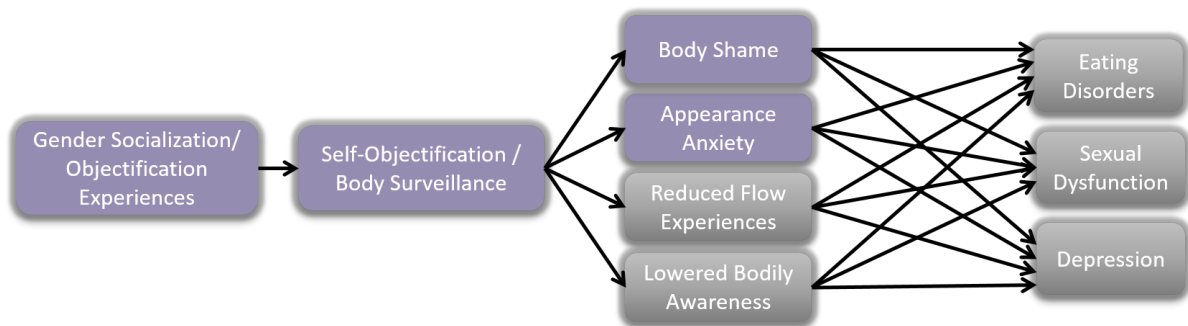 Gender Socialization/
Objectification
Experiences
Self-Objectification /
Body Surveillance
Body Shame
Appearance
Anxiety
Reduced Flow
Experiences
Lowered Bodily
Awareness
Eating
Disorders
Sexual
Dysfunction
Depression